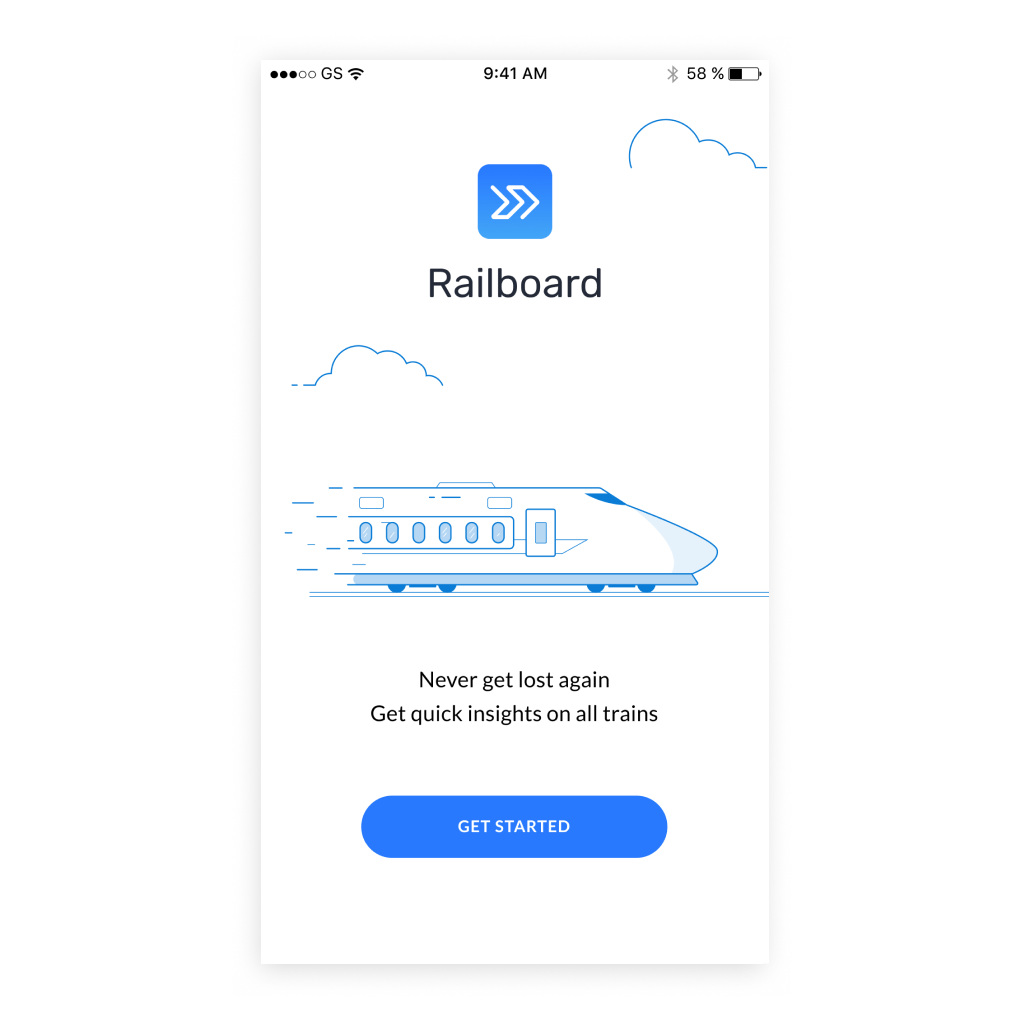 GS 9:41 AM 58 %
Railboard
Never get lost again
Get quick insights on all trains
GET STARTED